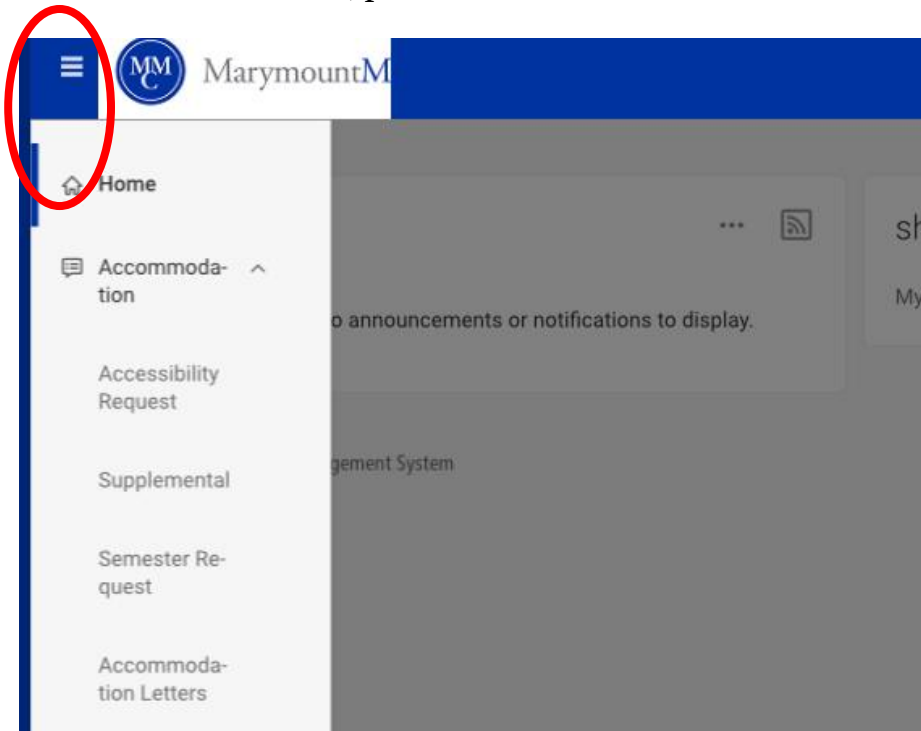 MMC
MarymountM
Home
Accommoda-
tion
Accessibility
Request
Supplemental
Semester Re-
quest
Accommoda-
tion Letters
o announcements or notifications to display.
gement System
sh
My